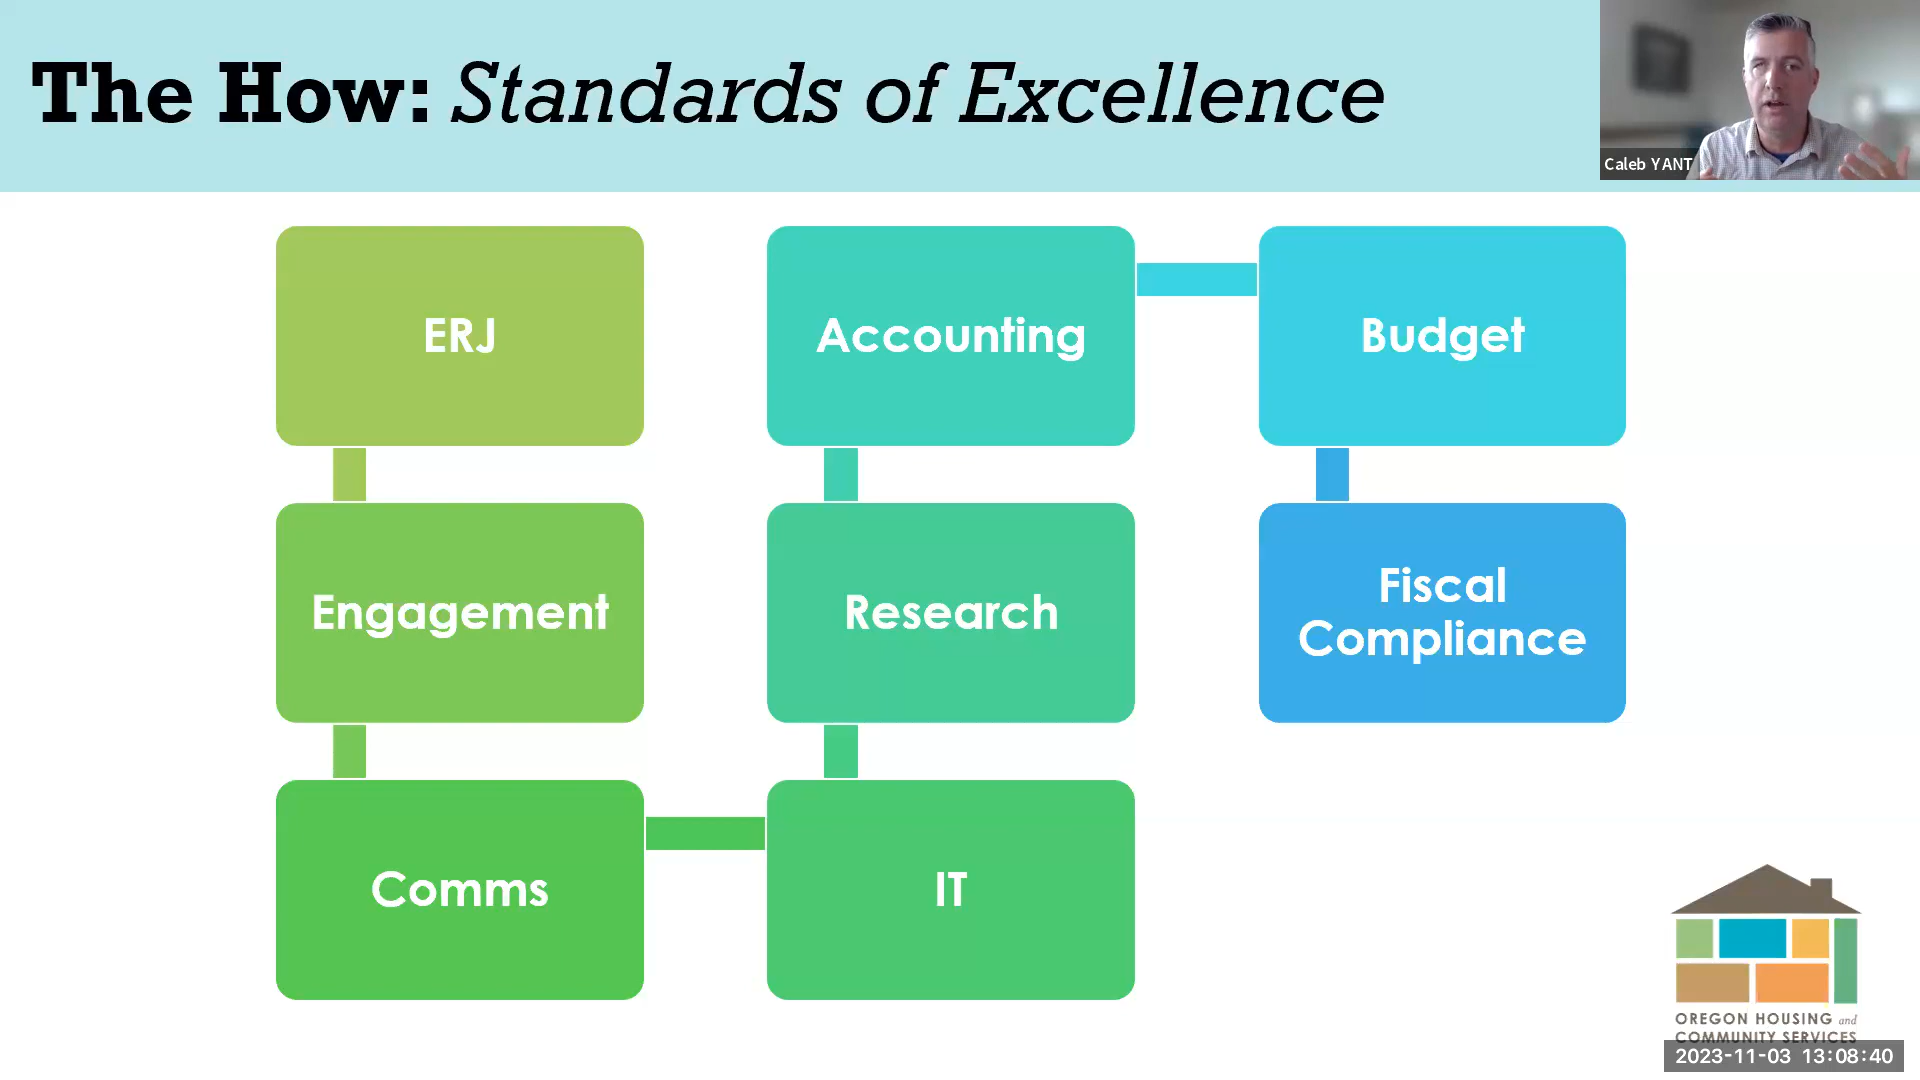 The How: Standards of Excellence
Caleb YANT
ERJ
Engagement
Comms
Accounting
Research
IT
Budget
Fiscal
Compliance
OREGON HOUSING and
COMMUNITY SERVICES
2023-11-03 13:08:40